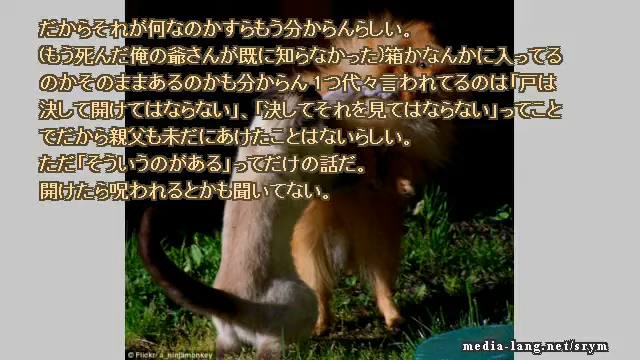 だからそれが何なのかすらもう分からんらしい。
(もう死んだ俺の爺さんが既に知らなかった)箱かなんかに入ってる
のかそのままあるのかも分からん 1つ代々言われてるのは「戸は
決して開けてはならない」、「決してそれを見てはならない」ってこと
でだから親父も未だにあけたことはないらしい。
ただ「そういうのがある」ってだけの話だ。
開けたら呪われるとかも聞いてない。
© Flickr/ a_ninjamonkey
media-lang.net/srym